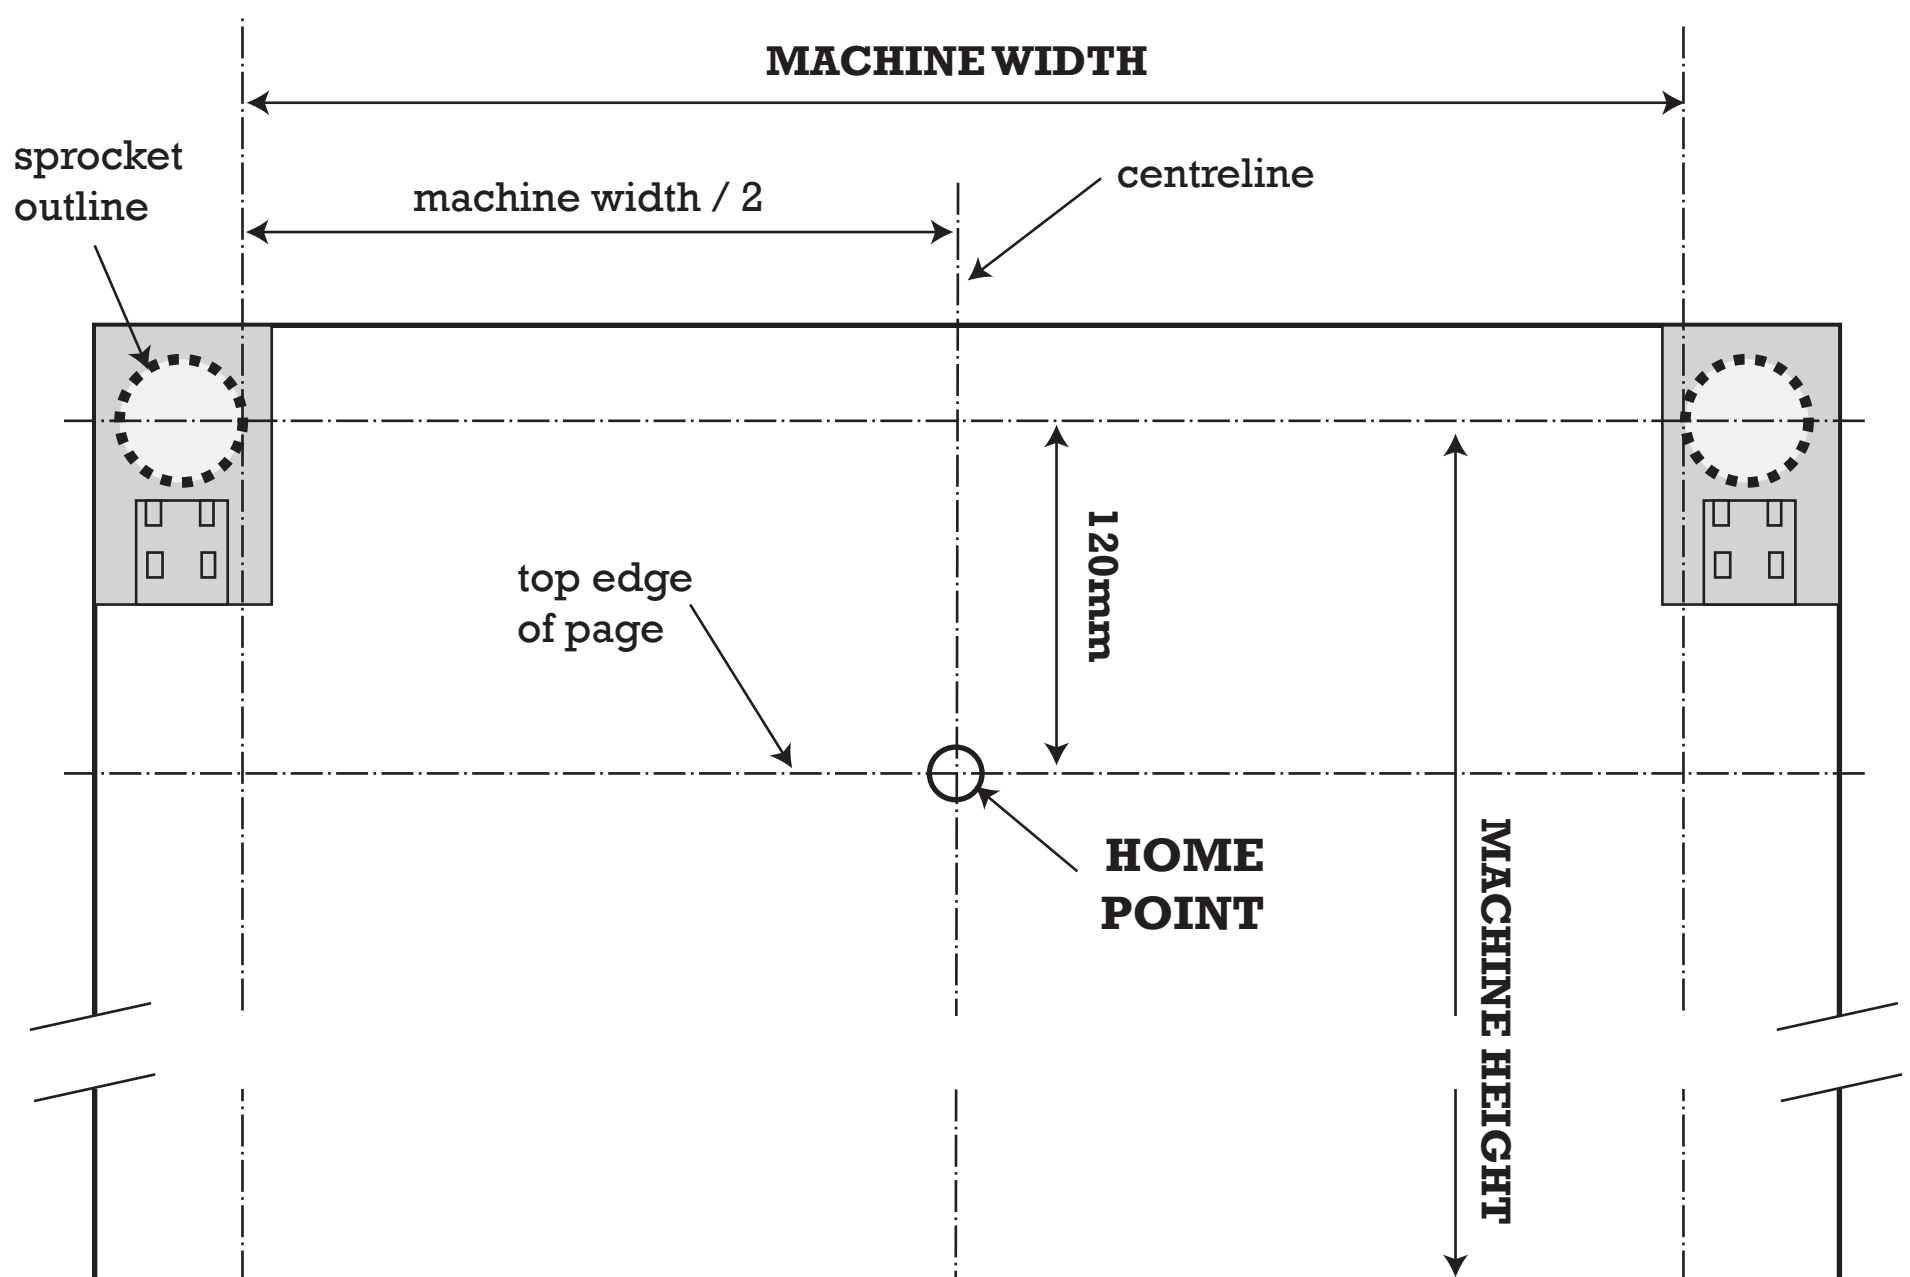 MACHINE WIDTH
sprocket
outline
machine width / 2
centreline
120mm
top edge
of page
HOME
POINT
MACHINE HEIGHT